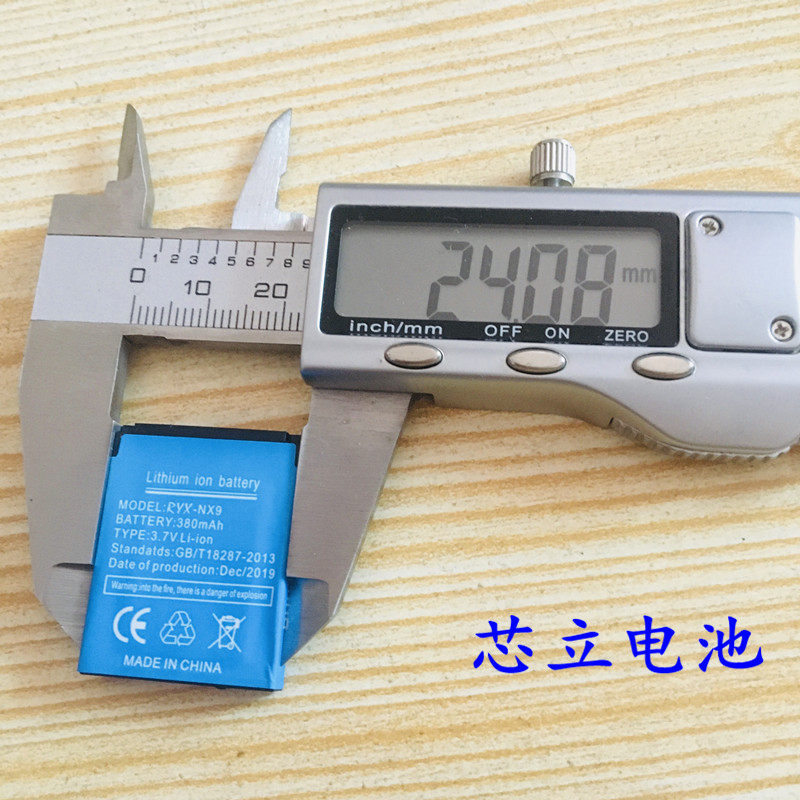 0 1 2 3 4 5 6 7 8 9
0 10 20
24.08 mm
inch/mm OFF ON ZERO
Lithium ion battery
MODEL:RYX-NX9
BATTERY:380mAh
TYPE:3.7V Li-ion
Standatds:GB/T18287-2013
Date of production:Dec/2019
Warning:into the fire, there is a danger of explosion
CE
MADE IN CHINA
芯立电池